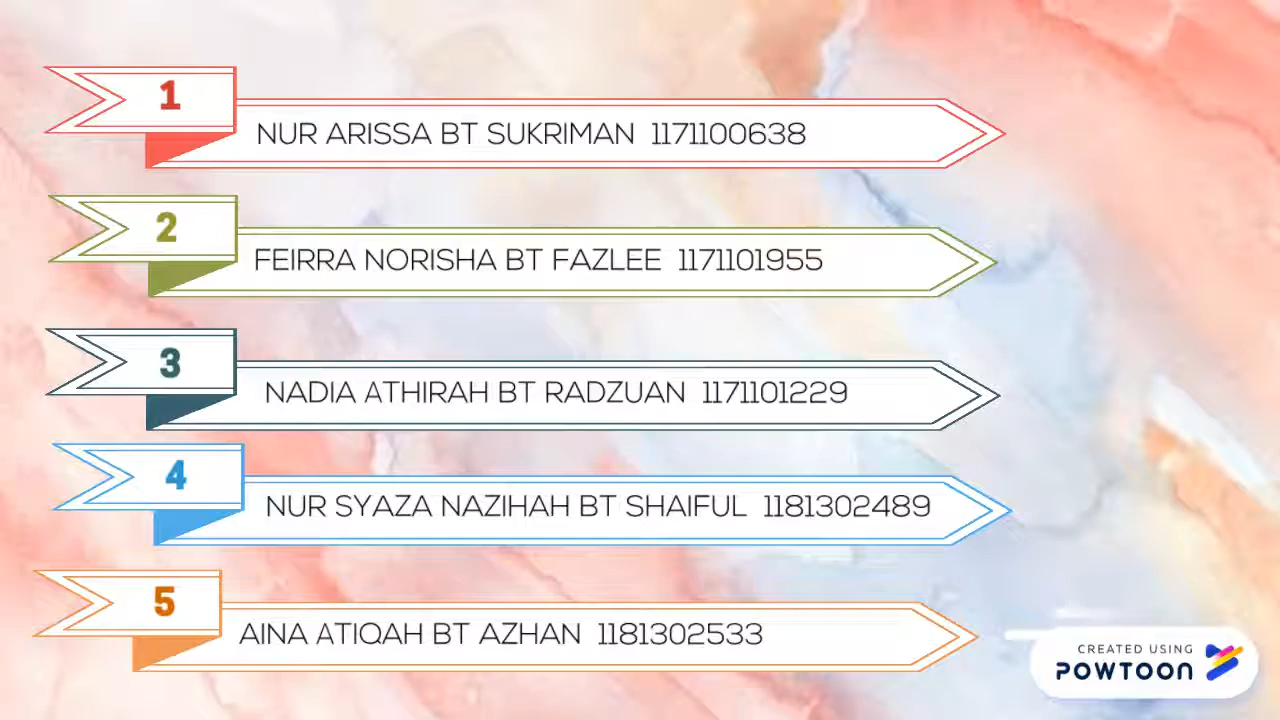 1
NUR ARISSA BT SUKRIMAN 1171100638
2
FEIRRA NORISHA BT FAZLEE 1171101955
3
NADIA ATHIRAH BT RADZUAN 1171101229
4
NUR SYAZA NAZIHAH BT SHAIFUL 1181302489
5
AINA ATIQAH BT AZHAN 1181302533
CREATED USING
POWTOON